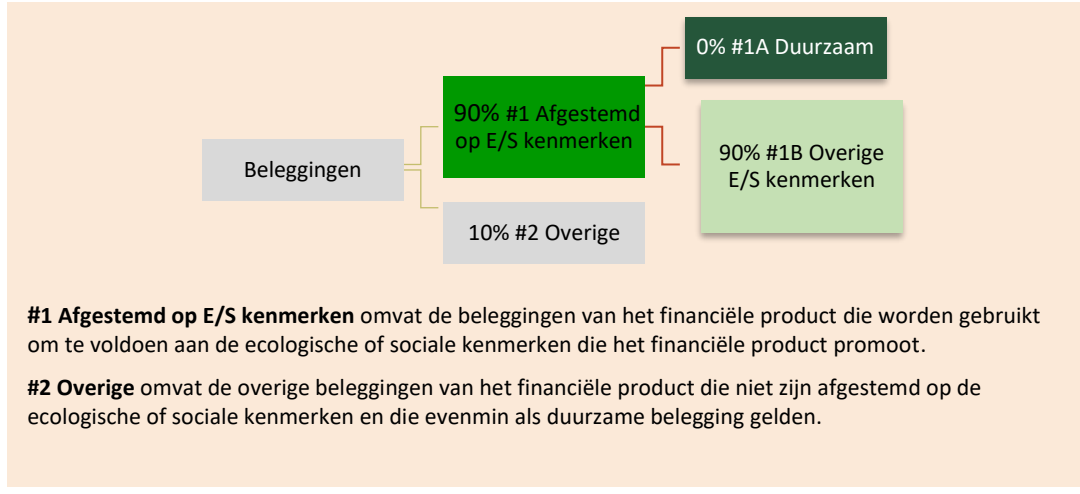 0% #1A Duurzaam
90% #1 Afgestemd
op E/S kenmerken
90% #1B Overige
E/S kenmerken
Beleggingen
10% #2 Overige
#1 Afgestemd op E/S kenmerken omvat de beleggingen van het financiële product die worden gebruikt
om te voldoen aan de ecologische of sociale kenmerken die het financiële product promoot.
#2 Overige omvat de overige beleggingen van het financiële product die niet zijn afgestemd op de
ecologische of sociale kenmerken en die evenmin als duurzame belegging gelden.